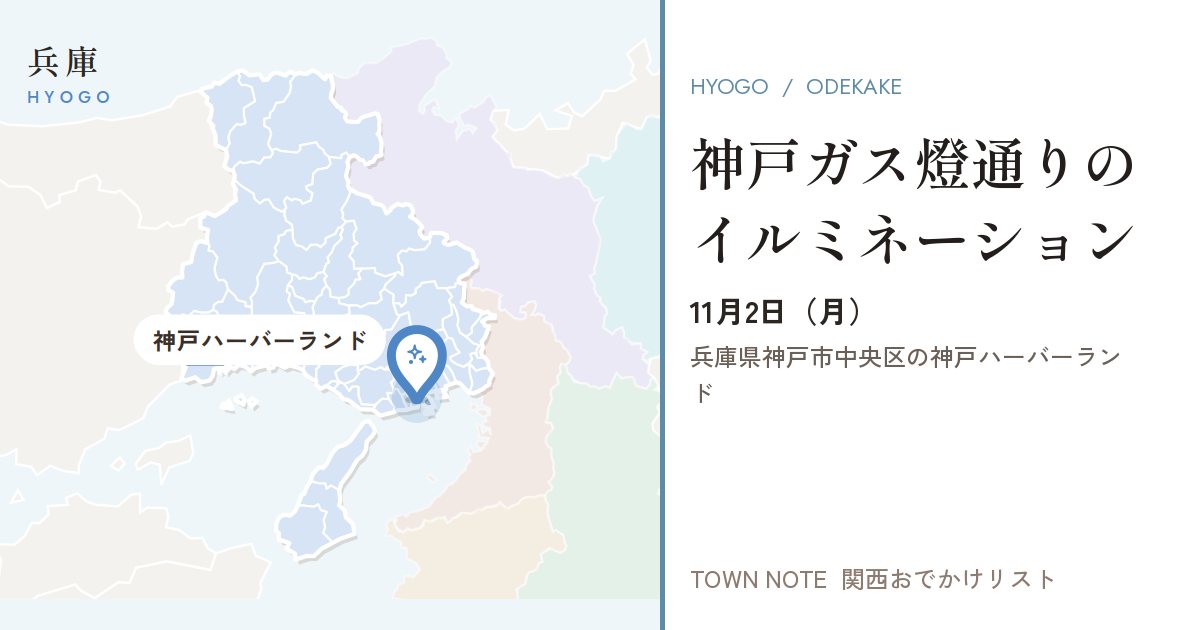 兵庫
HYOGO
神戸ハーバーランド
HYOGO / ODEKAKE
神戸ガス燈通りの
イルミネーション
11月2日（月）
兵庫県神戸市中央区の神戸ハーバーラン
ド
TOWN NOTE 関西おでかけリスト